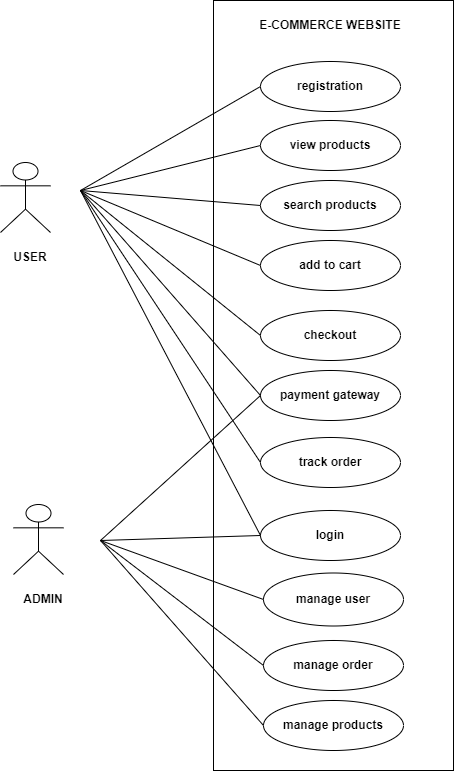 E-COMMERCE WEBSITE
registration
view products
search products
add to cart
checkout
payment gateway
track order
login
manage user
manage order
manage products
USER
ADMIN